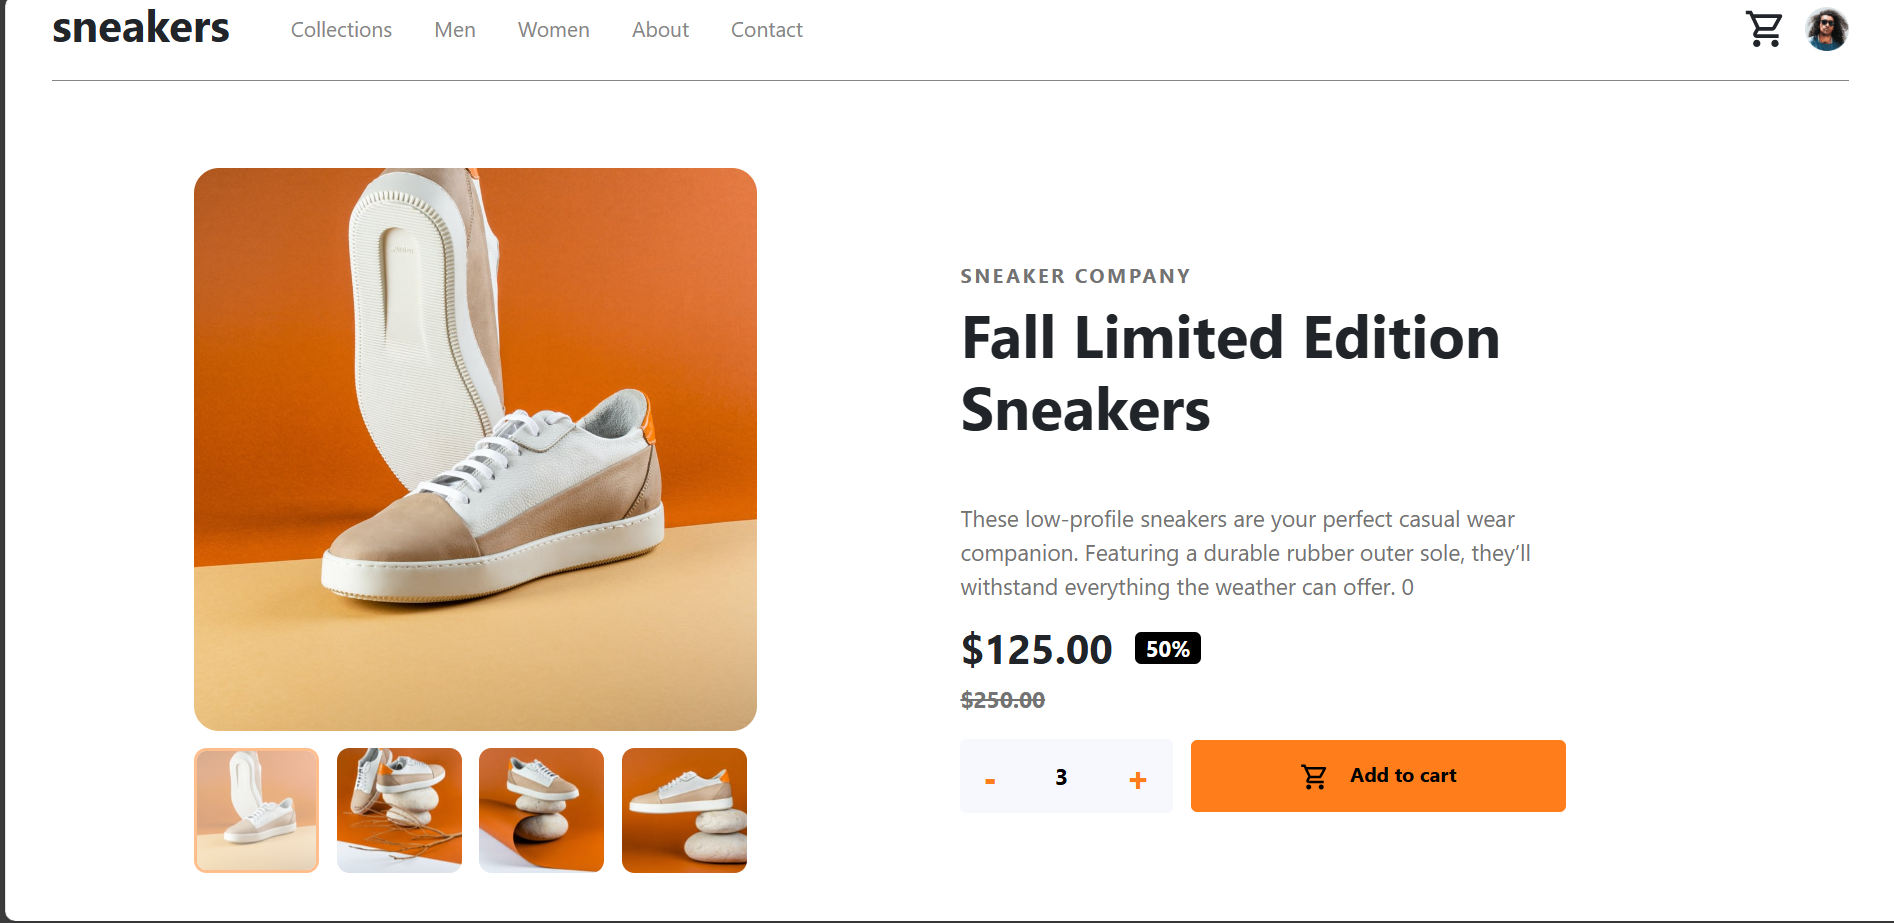 sneakers
Collections Men Women About Contact
SNEAKER COMPANY
Fall Limited Edition
Sneakers
These low-profile sneakers are your perfect casual wear
companion. Featuring a durable rubber outer sole, they’ll
withstand everything the weather can offer. 0
$125.00 50%
$250.00
- 3 + Add to cart